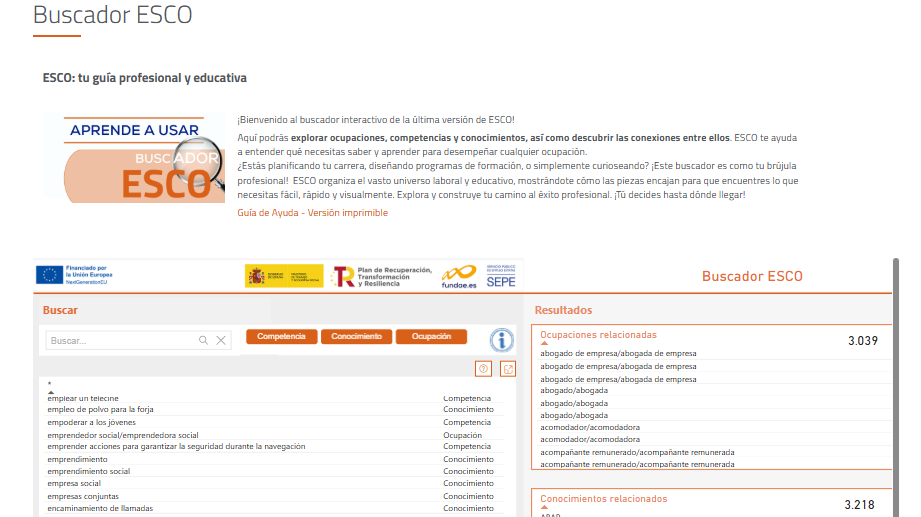 Buscador ESCO
ESCO: tu guía profesional y educativa
APRENDE A USAR
BUSCADOR
ESCO
¡Bienvenido al buscador interactivo de la última versión de ESCO!
Aquí podrás explorar ocupaciones, competencias y conocimientos, así como descubrir las conexiones entre ellos. ESCO te ayuda
a entender qué necesitas saber y aprender para desempeñar cualquier ocupación.
¿Estás planificando tu carrera, diseñando programas de formación, o simplemente curioseando? ¡Este buscador es como tu brújula
profesional! ESCO organiza el vasto universo laboral y educativo, mostrándote cómo las piezas encajan para que encuentres lo que
necesitas fácil, rápido y visualmente. Explora y construye tu camino al éxito profesional. ¡Tú decides hasta dónde llegar!
Guía de Ayuda - Versión imprimible
Financiado por
la Unión Europea
NextGenerationEU
Plan de Recuperación,
Transformación
y Resiliencia
fundae.es
SEPE
Buscador ESCO
Buscar
Buscar...
Competencia
Conocimiento
Ocupación
*
emplear un telecine Competencia
empleo de polvo para la forja Conocimiento
empoderar a los jóvenes Competencia
emprendedor social/emprendedora social Ocupación
emprender acciones para garantizar la seguridad durante la navegación Competencia
emprendimiento Conocimiento
emprendimiento social Conocimiento
empresa social Conocimiento
empresas conjuntas Conocimiento
encaminamiento de llamadas Conocimiento
Resultados
Ocupaciones relacionadas 3.039
abogado de empresa/abogada de empresa
abogado de empresa/abogada de empresa
abogado de empresa/abogada de empresa
abogado/abogada
abogado/abogada
abogado/abogada
acomodador/acomodadora
acomodador/acomodadora
acompañante remunerado/acompañante remunerada
acompañante remunerado/acompañante remunerada
Conocimientos relacionados 3.218
ABAP